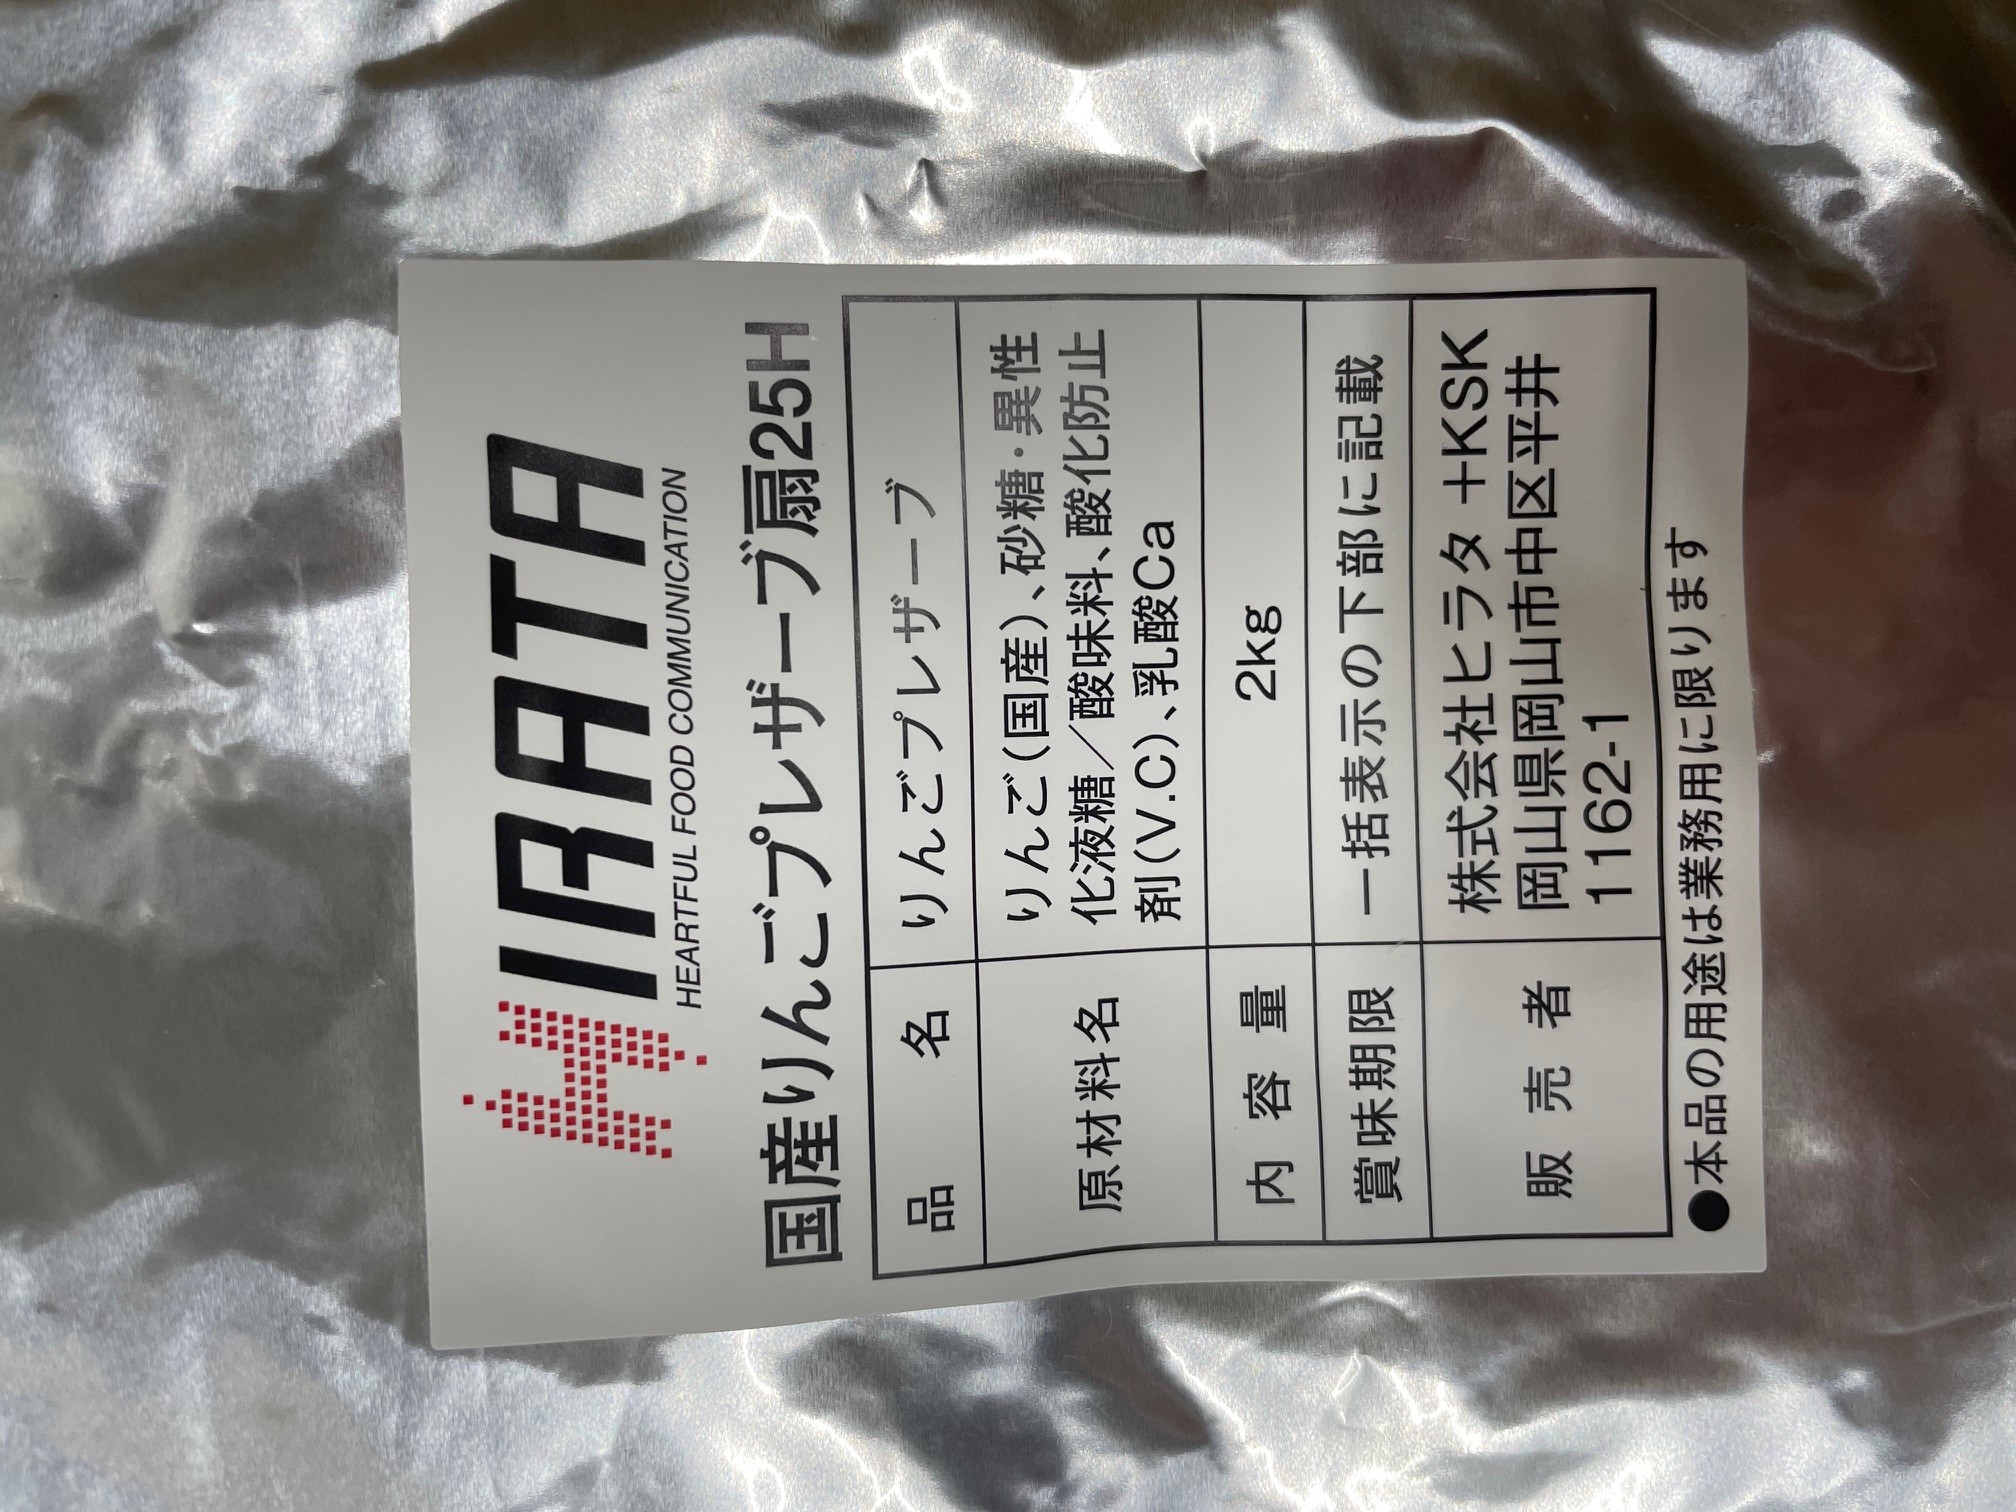 HIRATA
HEARTFUL FOOD COMMUNICATION
国産りんごプレザーブ扇25H
品名 りんごプレザーブ
原材料名 りんご(国産)、砂糖・異性
化液糖／酸味料、酸化防止
剤(V.C)、乳酸Ca
内容量 2kg
賞味期限 一括表示の下部に記載
販売者 株式会社ヒラタ +KSK
岡山県岡山市中区平井
1162-1
●本品の用途は業務用に限ります